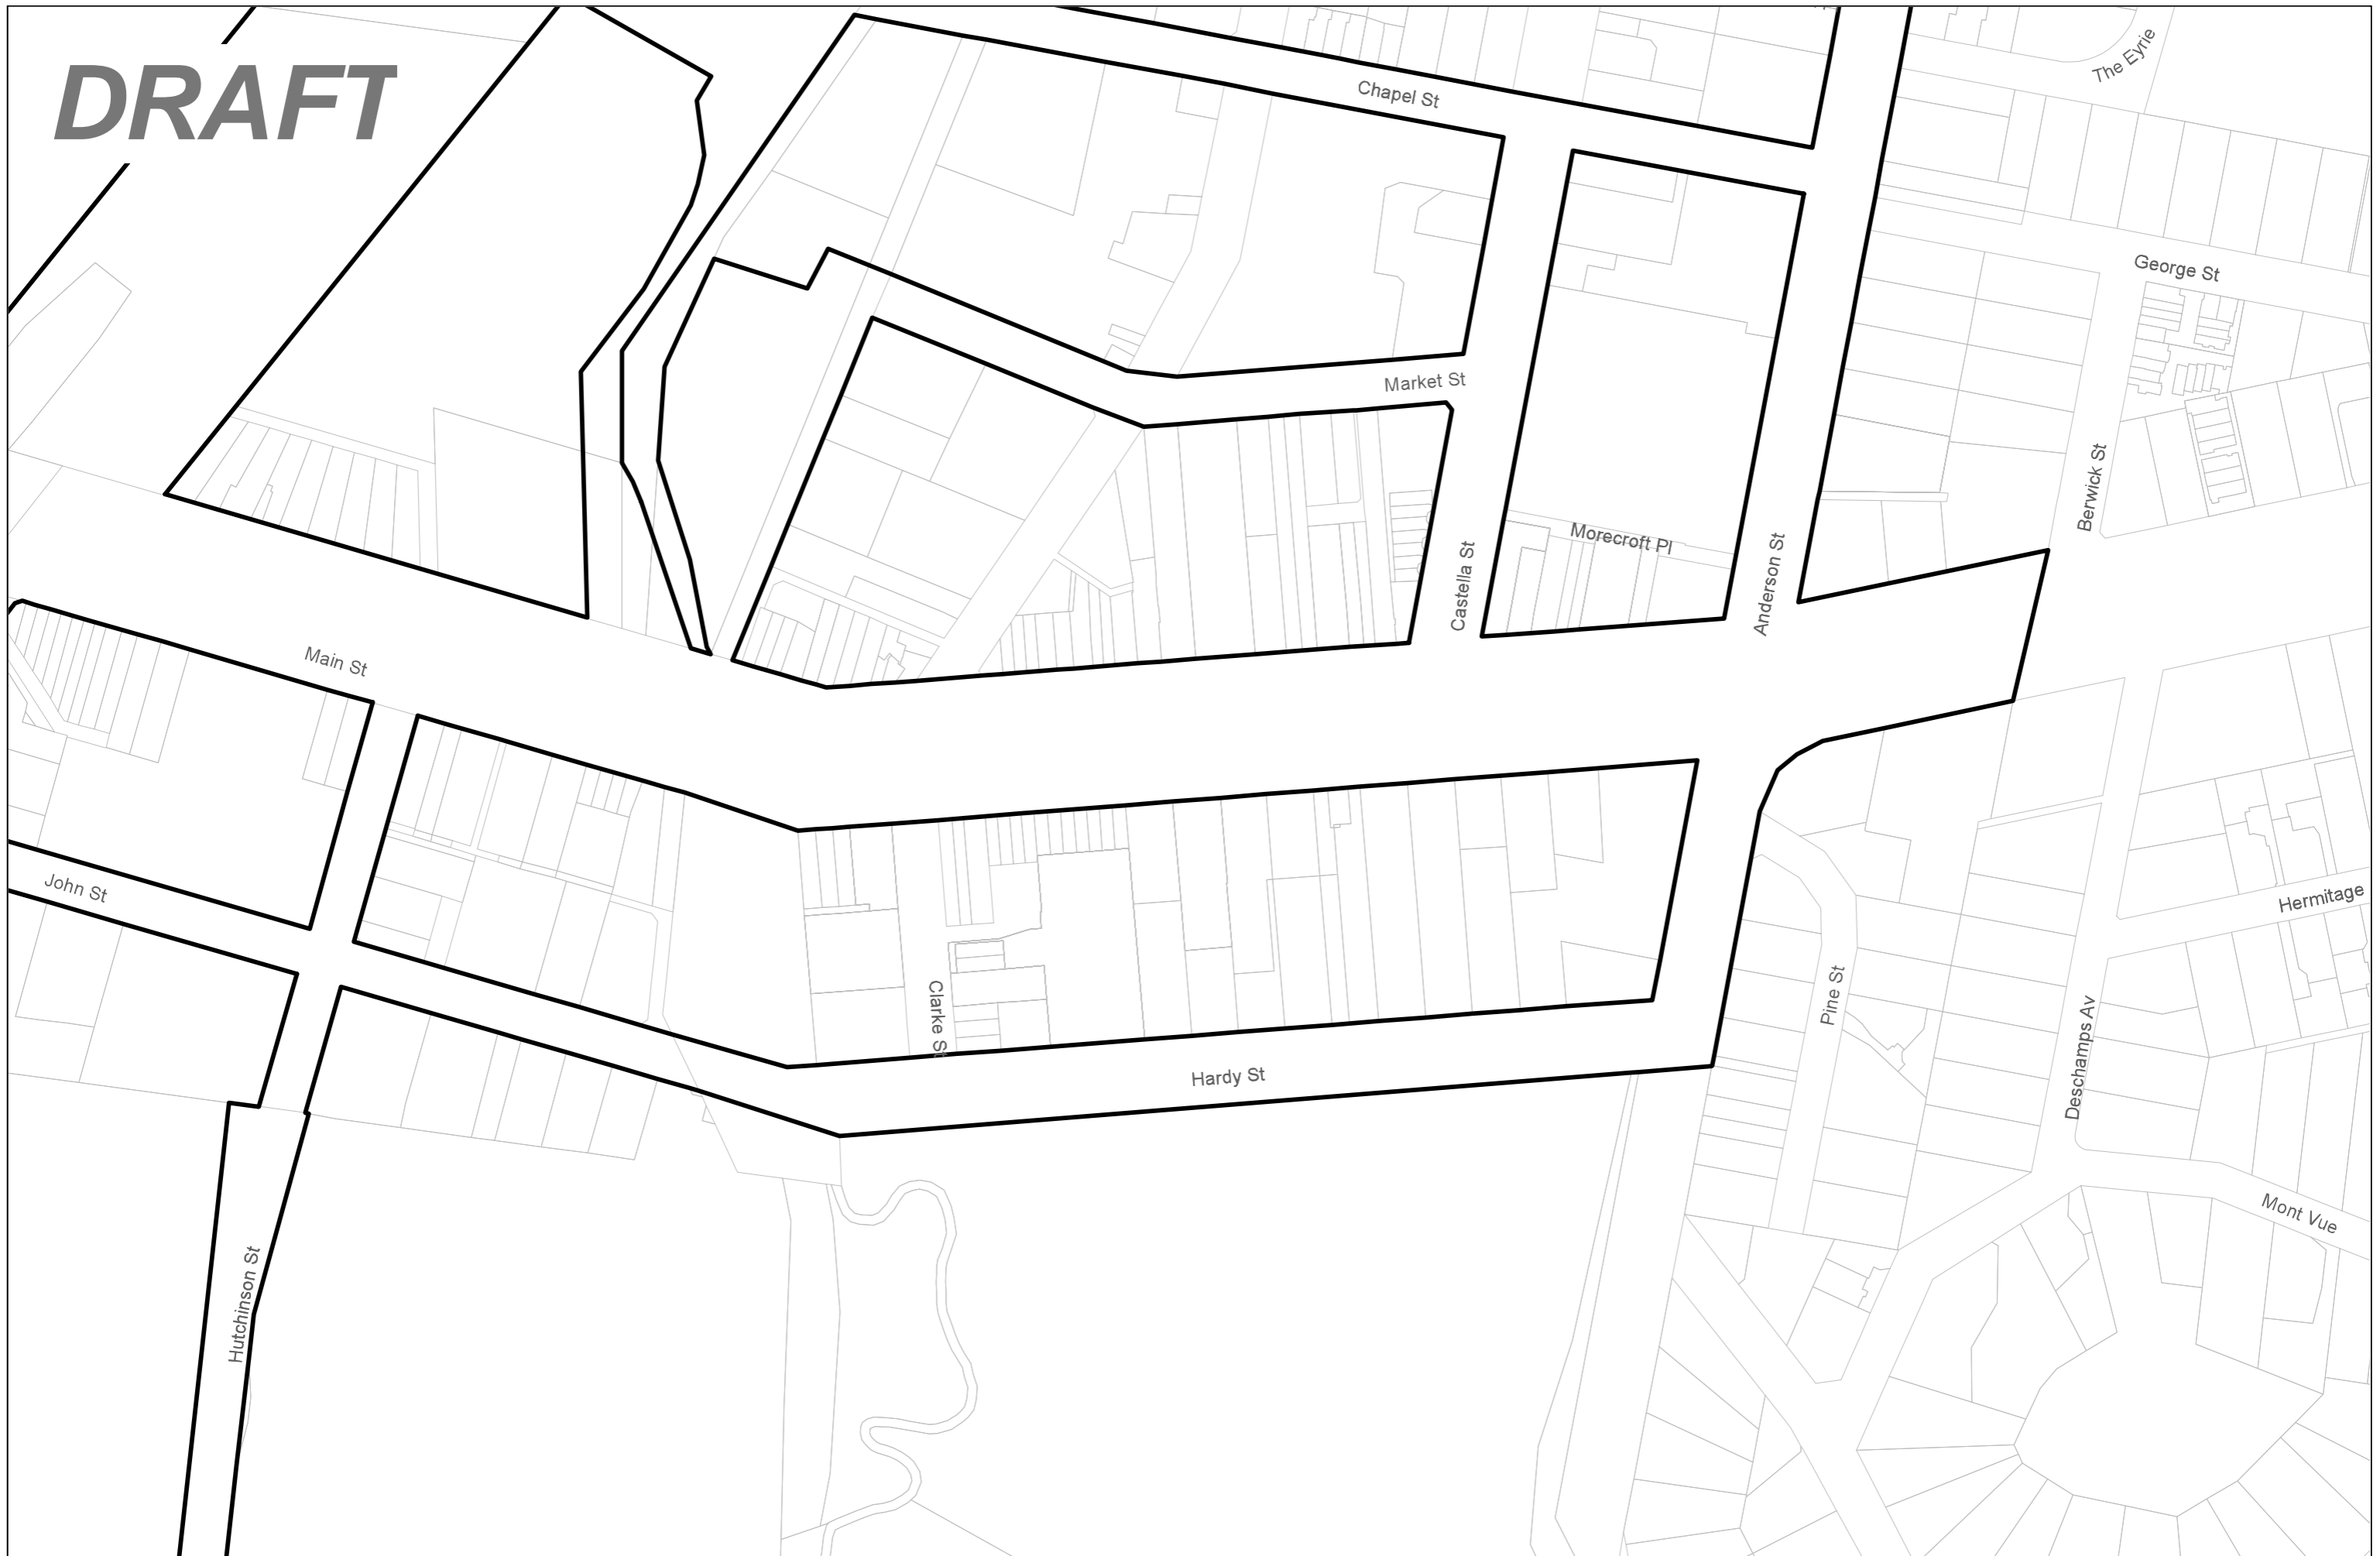 DRAFT
The Eyrie
Chapel St
George St
Market St
Berwick St
Morecroft Pl
Castella St
Anderson St
Main St
John St
Hermitage
Clarke St
Pine St
Deschamps Av
Hardy St
Mont Vue
Hutchinson St